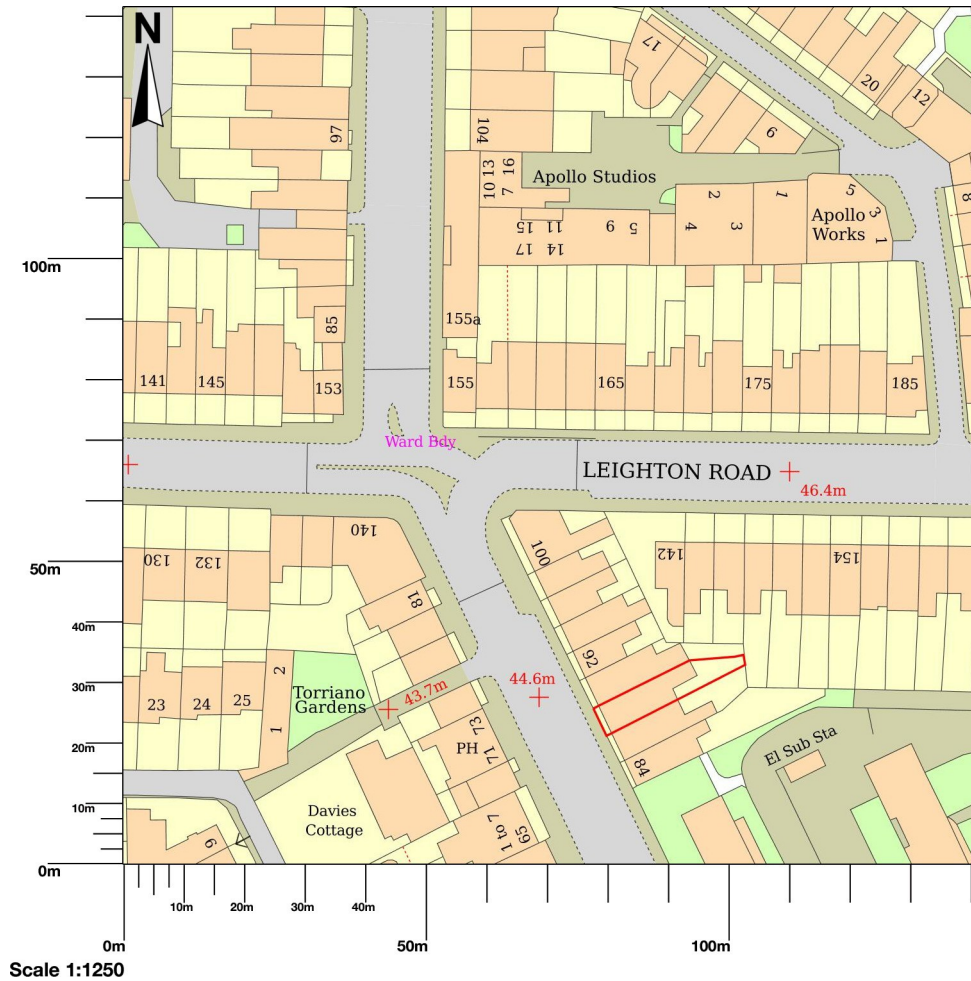 N
17
20
12
97
104
6
10 13
7 16
Apollo Studios
8
2
1
5
3
1
Apollo
Works
15 11
17 14
9 5
4 3
100m
85
155a
141
145
153
155
165
175
185
Ward Bdy
LEIGHTON ROAD
46.4m
140
100
142
154
130
132
50m
81
40m
92
30m
2
44.6m
43.7m
Torriano
Gardens
23
24
25
1
73
71
PH
84
El Sub Sta
20m
10m
Davies
Cottage
1 to 7
65
9
0m
10m
20m
30m
40m
0m
50m
100m
Scale 1:1250